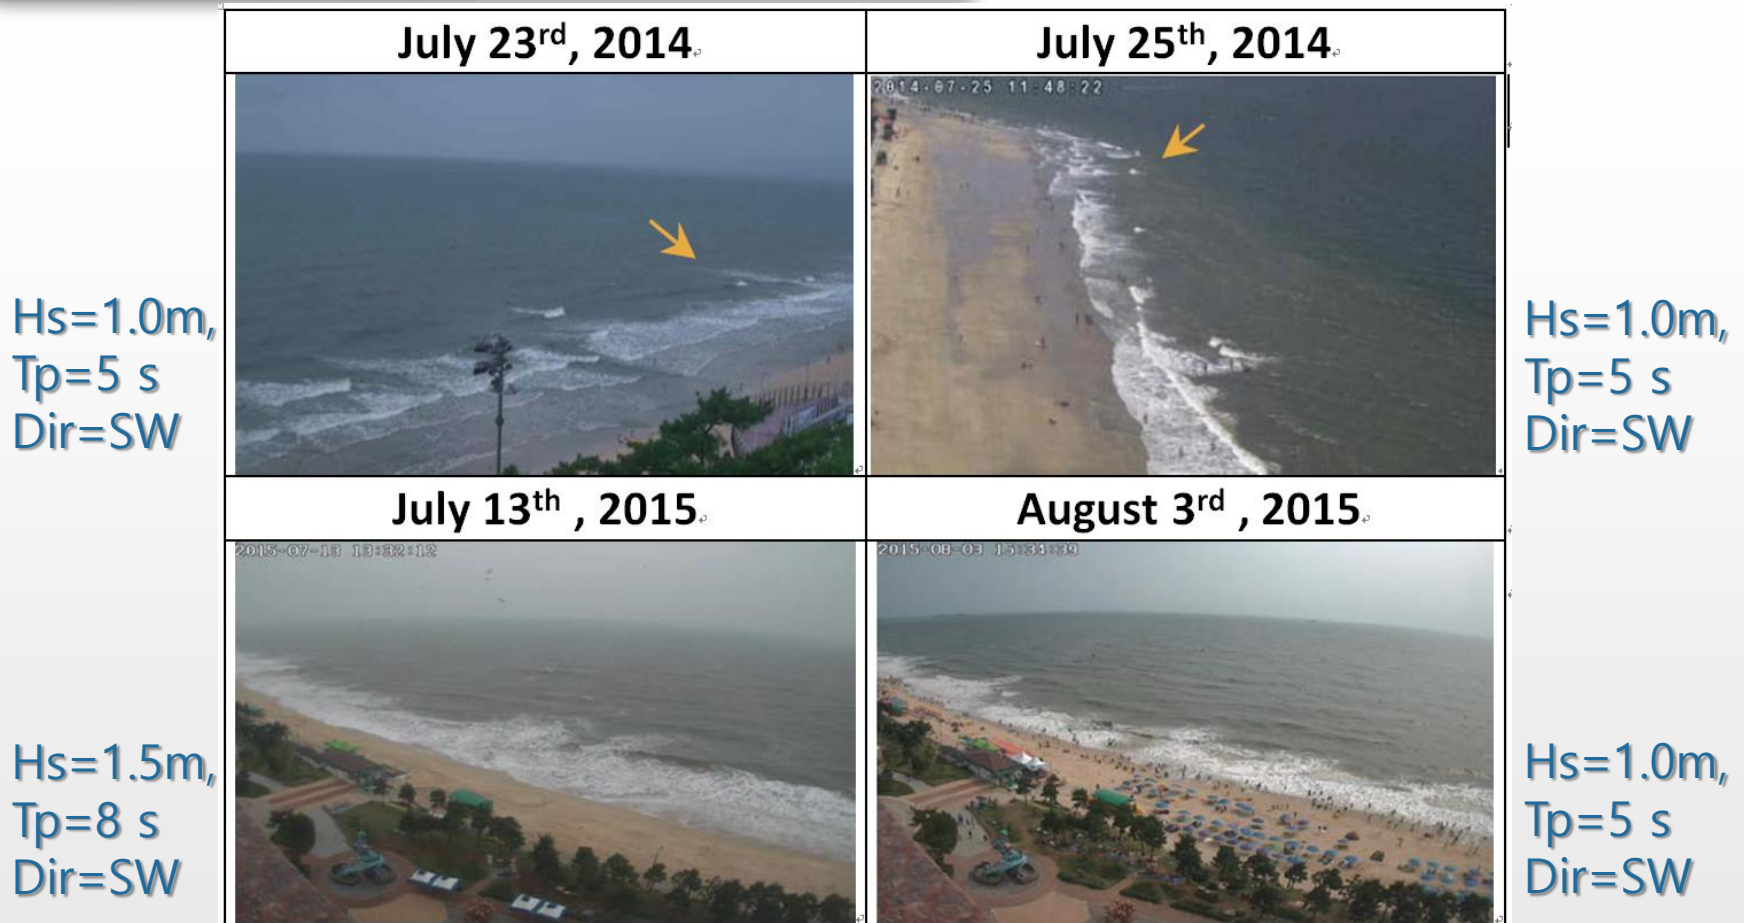 July 23rd, 2014
July 25th, 2014
2014-07-25 11:48:22
Hs=1.0m,
Tp=5 s
Dir=SW
Hs=1.0m,
Tp=5 s
Dir=SW
July 13th , 2015
August 3rd , 2015
2015-07-13 13:32:12
2015-08-03 15:34:39
Hs=1.5m,
Tp=8 s
Dir=SW
Hs=1.0m,
Tp=5 s
Dir=SW